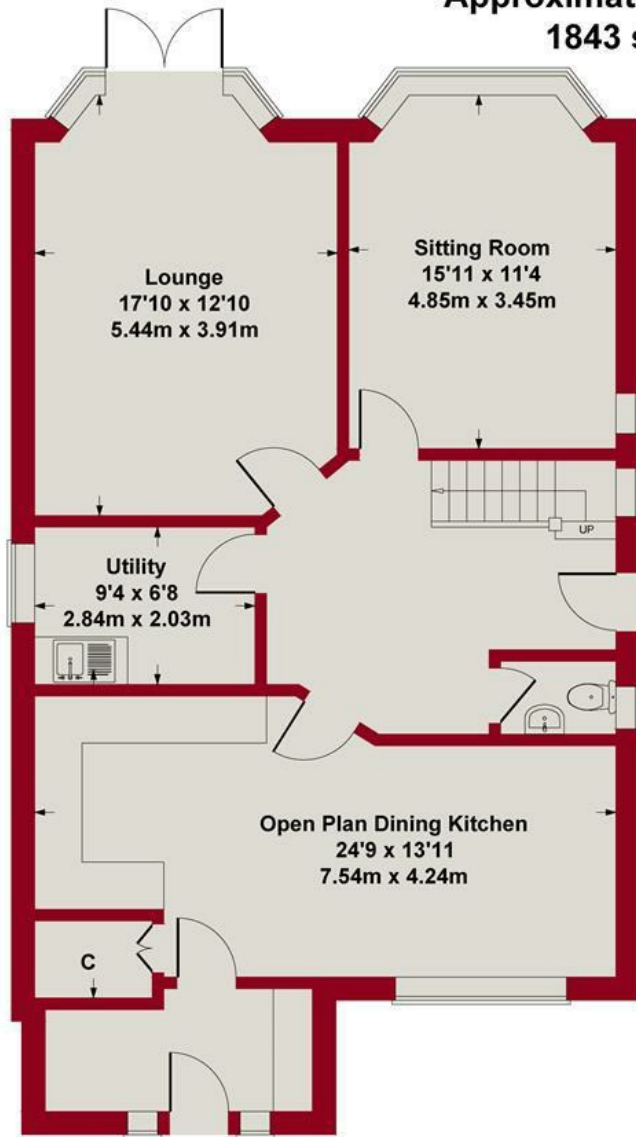 Approximat
1843 s
Lounge
17'10 x 12'10
5.44m x 3.91m
Sitting Room
15'11 x 11'4
4.85m x 3.45m
UP
Utility
9'4 x 6'8
2.84m x 2.03m
Open Plan Dining Kitchen
24'9 x 13'11
7.54m x 4.24m
C